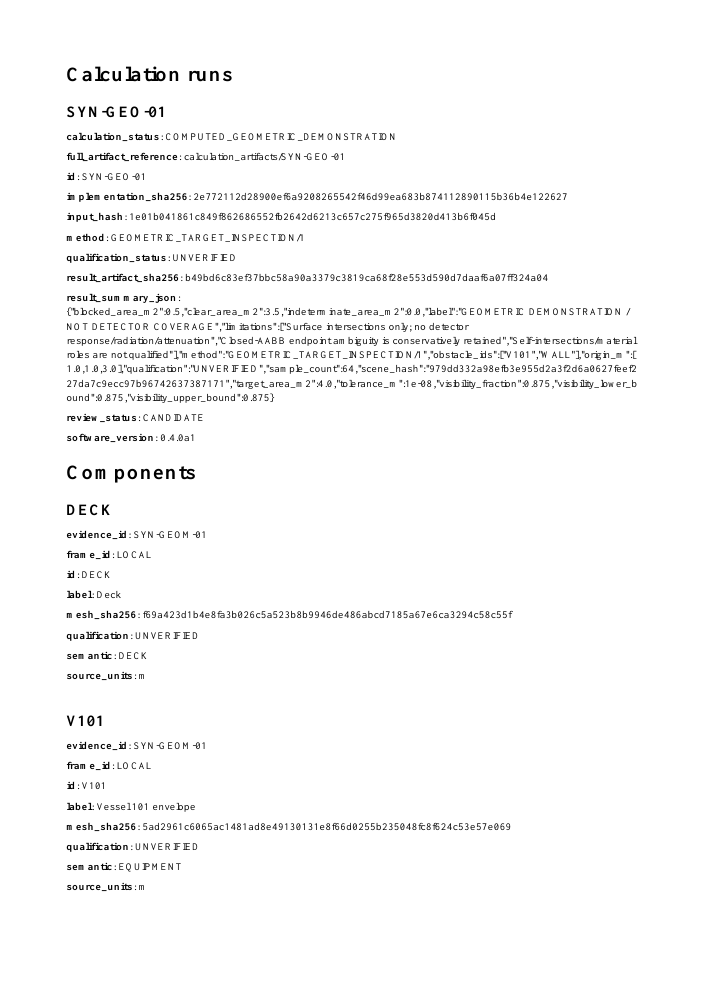 Calculation runs
SYN-GEO-01
calculation_status: COMPUTED_GEOMETRIC_DEMONSTRATION
full_artifact_reference: calculation_artifacts/SYN-GEO-01
id: SYN-GEO-01
implementation_sha256: 2e772112d28900ef6a9208265542f46d99ea683b874112890115b36b4e122627
input_hash: 1e01b041861c849f862686552fb2642d6213c657c275f965d3820d413b6f045d
method: GEOMETRIC_TARGET_INSPECTION/1
qualification_status: UNVERIFIED
result_artifact_sha256: b49bd6c83ef37bbc58a90a3379c3819ca68f28e553d590d7daaf6a07ff324a04
result_summary_json:
{"blocked_area_m2":0.5,"clear_area_m2":3.5,"indeterminate_area_m2":0.0,"label":"GEOMETRIC DEMONSTRATION /
NOT DETECTOR COVERAGE","limitations":["Surface intersections only; no detector
response/radiation/attenuation","Closed-AABB endpoint ambiguity is conservatively retained","Self-intersections/material
roles are not qualified"],"method":"GEOMETRIC_TARGET_INSPECTION/1","obstacle_ids":["V101","WALL"],"origin_m":[
1.0,1.0,3.0],"qualification":"UNVERIFIED","sample_count":64,"scene_hash":"979dd332a98efb3e955d2a3f2d6a0627feef2
27da7c9ecc97b96742637387171","target_area_m2":4.0,"tolerance_m":1e-08,"visibility_fraction":0.875,"visibility_lower_b
ound":0.875,"visibility_upper_bound":0.875}
review_status: CANDIDATE
software_version: 0.4.0a1
Components
DECK
evidence_id: SYN-GEOM-01
frame_id: LOCAL
id: DECK
label: Deck
mesh_sha256: f69a423d1b4e8fa3b026c5a523b8b9946de486abcd7185a67e6ca3294c58c55f
qualification: UNVERIFIED
semantic: DECK
source_units: m
V101
evidence_id: SYN-GEOM-01
frame_id: LOCAL
id: V101
label: Vessel 101 envelope
mesh_sha256: 5ad2961c6065ac1481ad8e49130131e8f66d0255b235048fc8f624c53e57e069
qualification: UNVERIFIED
semantic: EQUIPMENT
source_units: m